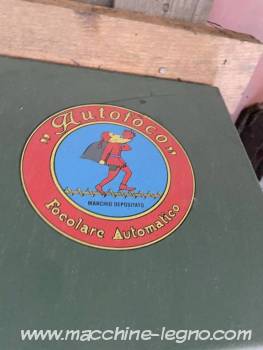 "Autofoco"
MARCHIO DEPOSITATO
Focolare Automatico
www.macchine-legno.com